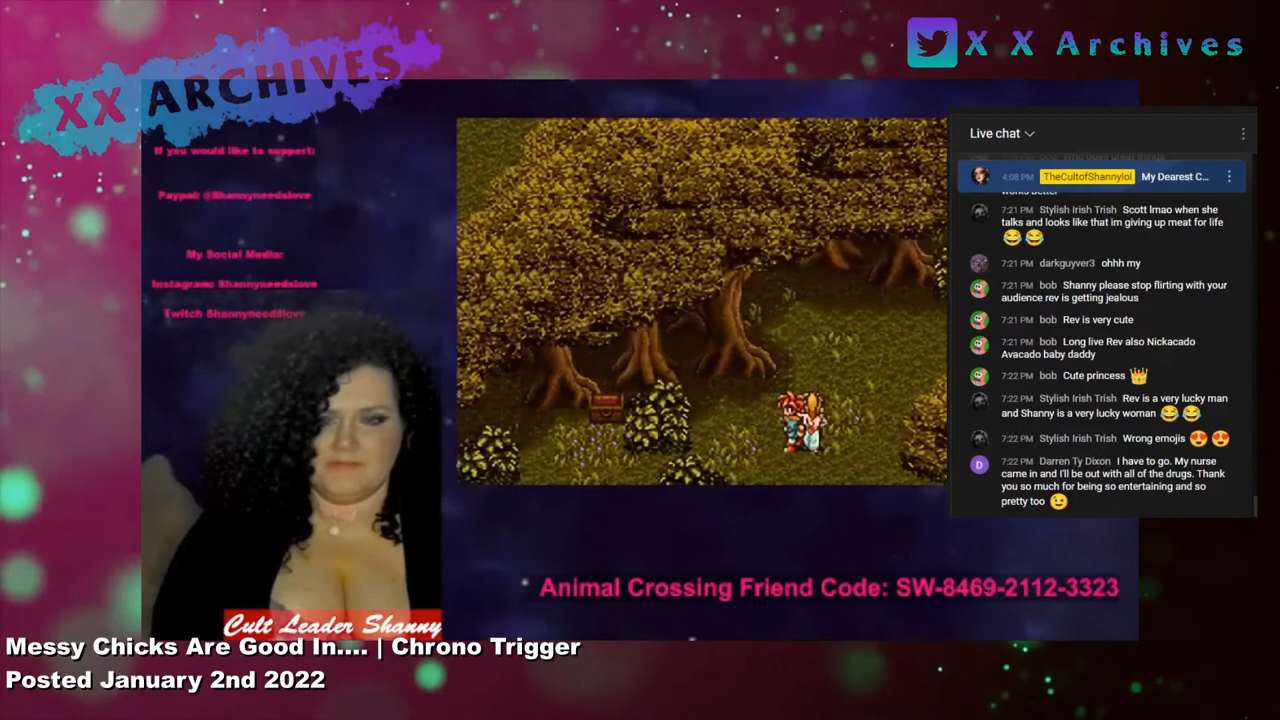 XX ARCHIVES
X X Archives
If you would like to support:
Paypal: @Shannyneedslove
My Social Media:
Instagram: Shannyneedslove
Twitch Shannyneedslove
Live chat
4:08 PM TheCultofShannylol My Dearest C...
works better
7:21 PM Stylish Irish Trish Scott lmao when she
talks and looks like that im giving up meat for life
😂😂
7:21 PM darkguyver3 ohhh my
7:21 PM bob Shanny please stop flirting with your
audience rev is getting jealous
7:21 PM bob Rev is very cute
7:21 PM bob Long live Rev also Nickacado
Avacado baby daddy
7:22 PM bob Cute princess 👑
7:22 PM Stylish Irish Trish Rev is a very lucky man
and Shanny is a very lucky woman 😂😂
7:22 PM Stylish Irish Trish Wrong emojis 😍😍
D
7:22 PM Darren Ty Dixon I have to go. My nurse
came in and I'll be out with all of the drugs. Thank
you so much for being so entertaining and so
pretty too 😉
Animal Crossing Friend Code: SW-8469-2112-3323
Cult Leader Shanny
Messy Chicks Are Good In.... | Chrono Trigger
Posted January 2nd 2022